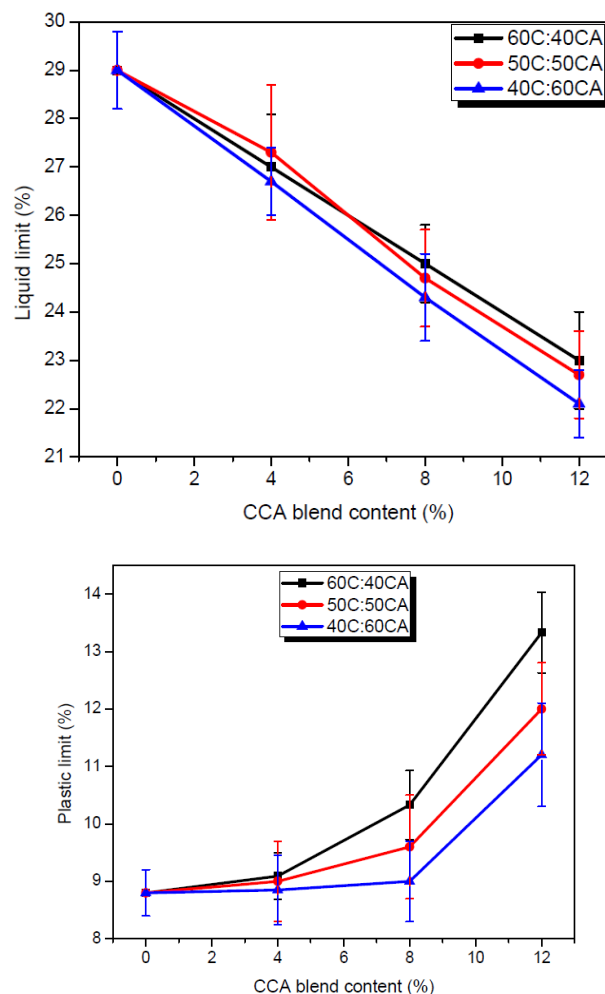 30
29
28
27
26
25
24
23
22
21
Liquid limit (%)
60C:40CA
50C:50CA
40C:60CA
0 2 4 6 8 10 12
CCA blend content (%)
14
13
12
11
10
9
8
Plastic limit (%)
60C:40CA
50C:50CA
40C:60CA
0 2 4 6 8 10 12
CCA blend content (%)